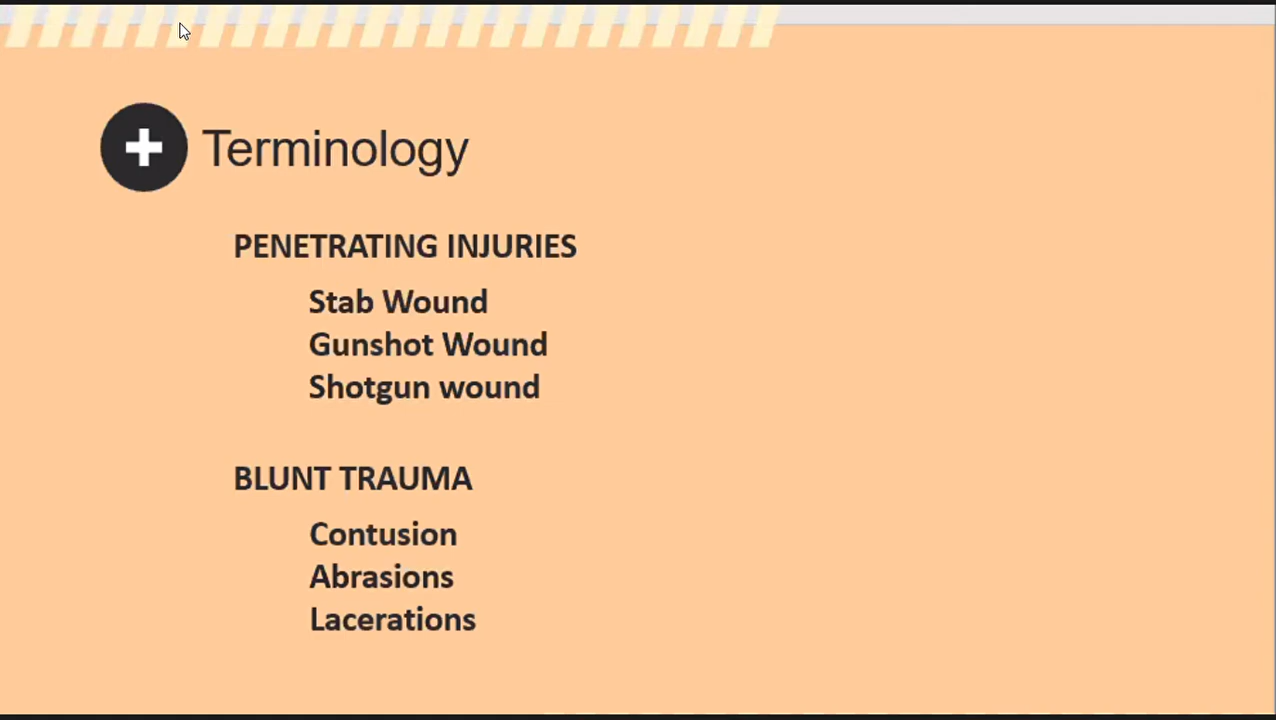 Terminology
PENETRATING INJURIES
Stab Wound
Gunshot Wound
Shotgun wound
BLUNT TRAUMA
Contusion
Abrasions
Lacerations